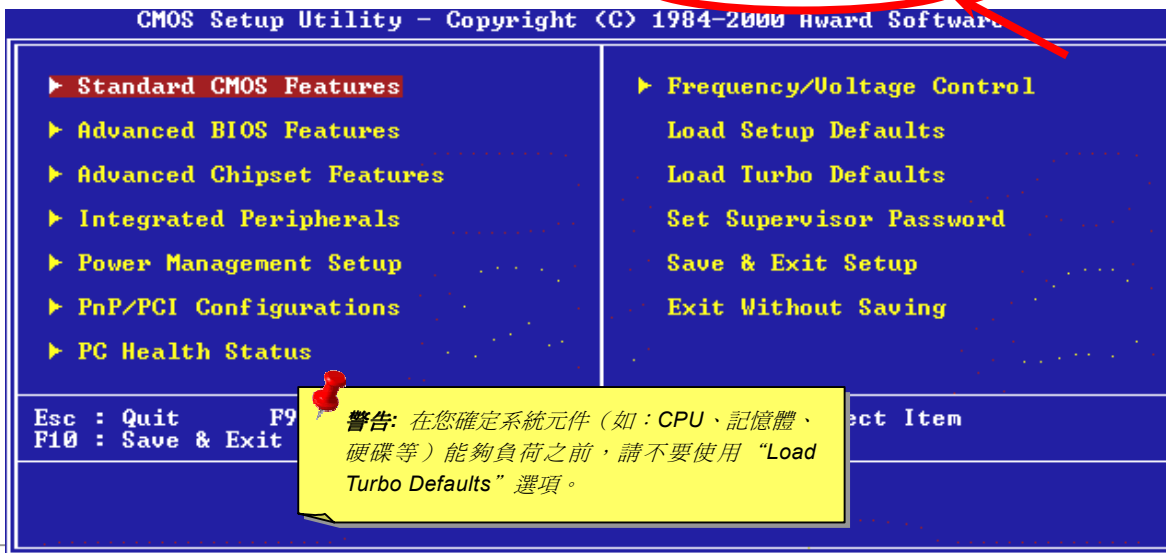 CMOS Setup Utility - Copyright (C) 1984-2000 Award Software
▶ Standard CMOS Features
▶ Advanced BIOS Features
▶ Advanced Chipset Features
▶ Integrated Peripherals
▶ Power Management Setup
▶ PnP/PCI Configurations
▶ PC Health Status
▶ Frequency/Voltage Control
Load Setup Defaults
Load Turbo Defaults
Set Supervisor Password
Save & Exit Setup
Exit Without Saving
Esc : Quit F9 Item
F10 : Save & Exit
警告: 在您確定系統元件（如：CPU、記憶體、
硬碟等）能夠負荷之前，請不要使用 “Load
Turbo Defaults”選項。